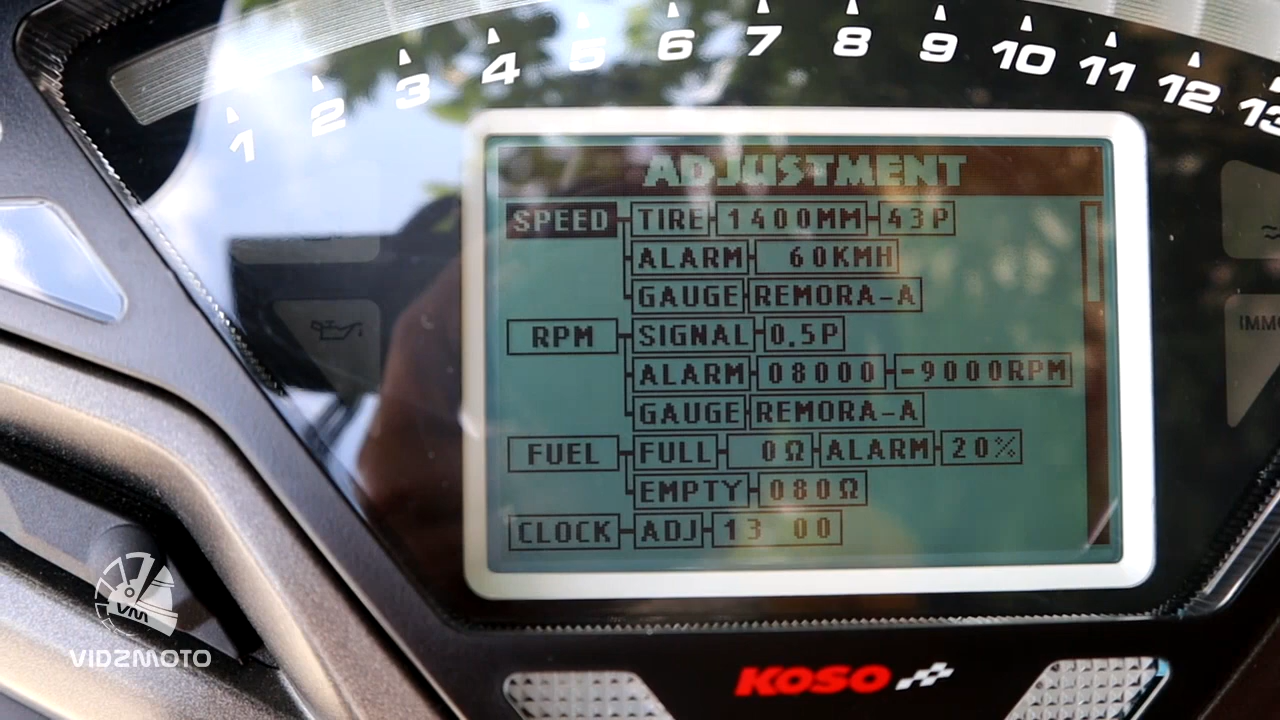 1 2 3 4 5 6 7 8 9 10 11 12 13
ADJUSTMENT
SPEED TIRE 1400MM 43P
ALARM 60KMH
GAUGE REMORA-A
RPM SIGNAL 0.5P
ALARM 08000 -9000RPM
GAUGE REMORA-A
FUEL FULL 0Ω ALARM 20%
EMPTY 080Ω
CLOCK ADJ 13 00
VM
VIDZMOTO
KOSO